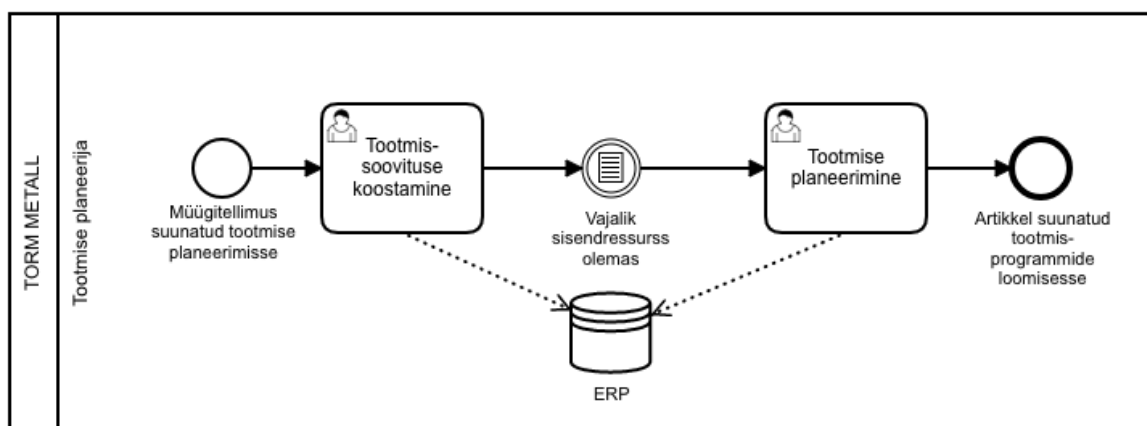 TORM METALL
Tootmise planeerija
Müügitellimus
suunatud tootmise
planeerimisse
Tootmis-
soovituse
koostamine
Vajalik
sisendressurss
olemas
Tootmise
planeerimine
Artikkel suunatud
tootmis-
programmide
loomisesse
ERP